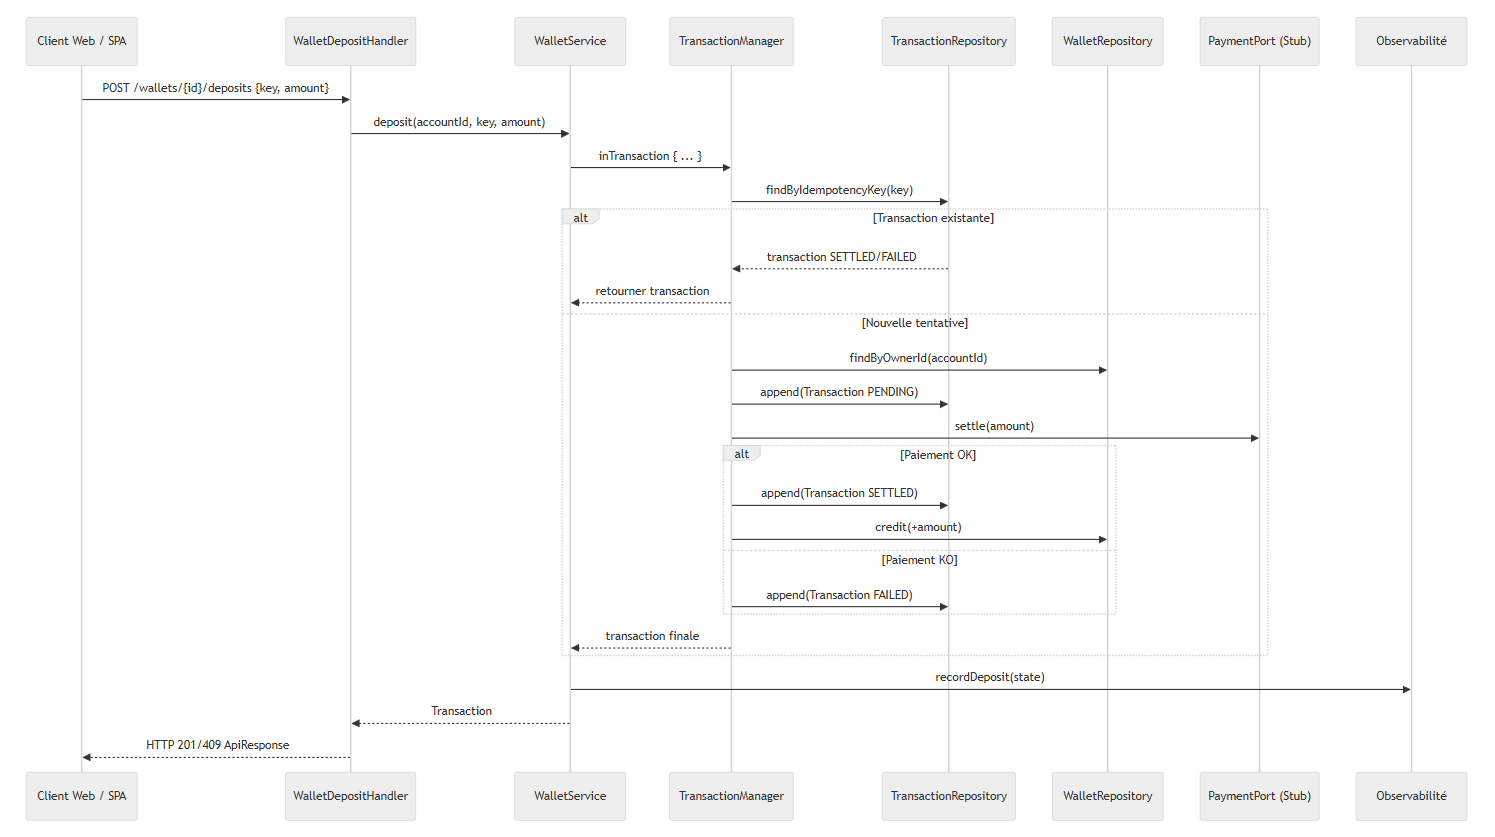 Client Web / SPA
WalletDepositHandler
WalletService
TransactionManager
TransactionRepository
WalletRepository
PaymentPort (Stub)
Observabilité
POST /wallets/{id}/deposits {key, amount}
deposit(accountId, key, amount)
inTransaction { ... }
findByIdempotencyKey(key)
alt
[Transaction existante]
transaction SETTLED/FAILED
retourner transaction
[Nouvelle tentative]
findByOwnerId(accountId)
append(Transaction PENDING)
settle(amount)
alt
[Paiement OK]
append(Transaction SETTLED)
credit(+amount)
[Paiement KO]
append(Transaction FAILED)
transaction finale
recordDeposit(state)
Transaction
HTTP 201/409 ApiResponse
Client Web / SPA
WalletDepositHandler
WalletService
TransactionManager
TransactionRepository
WalletRepository
PaymentPort (Stub)
Observabilité